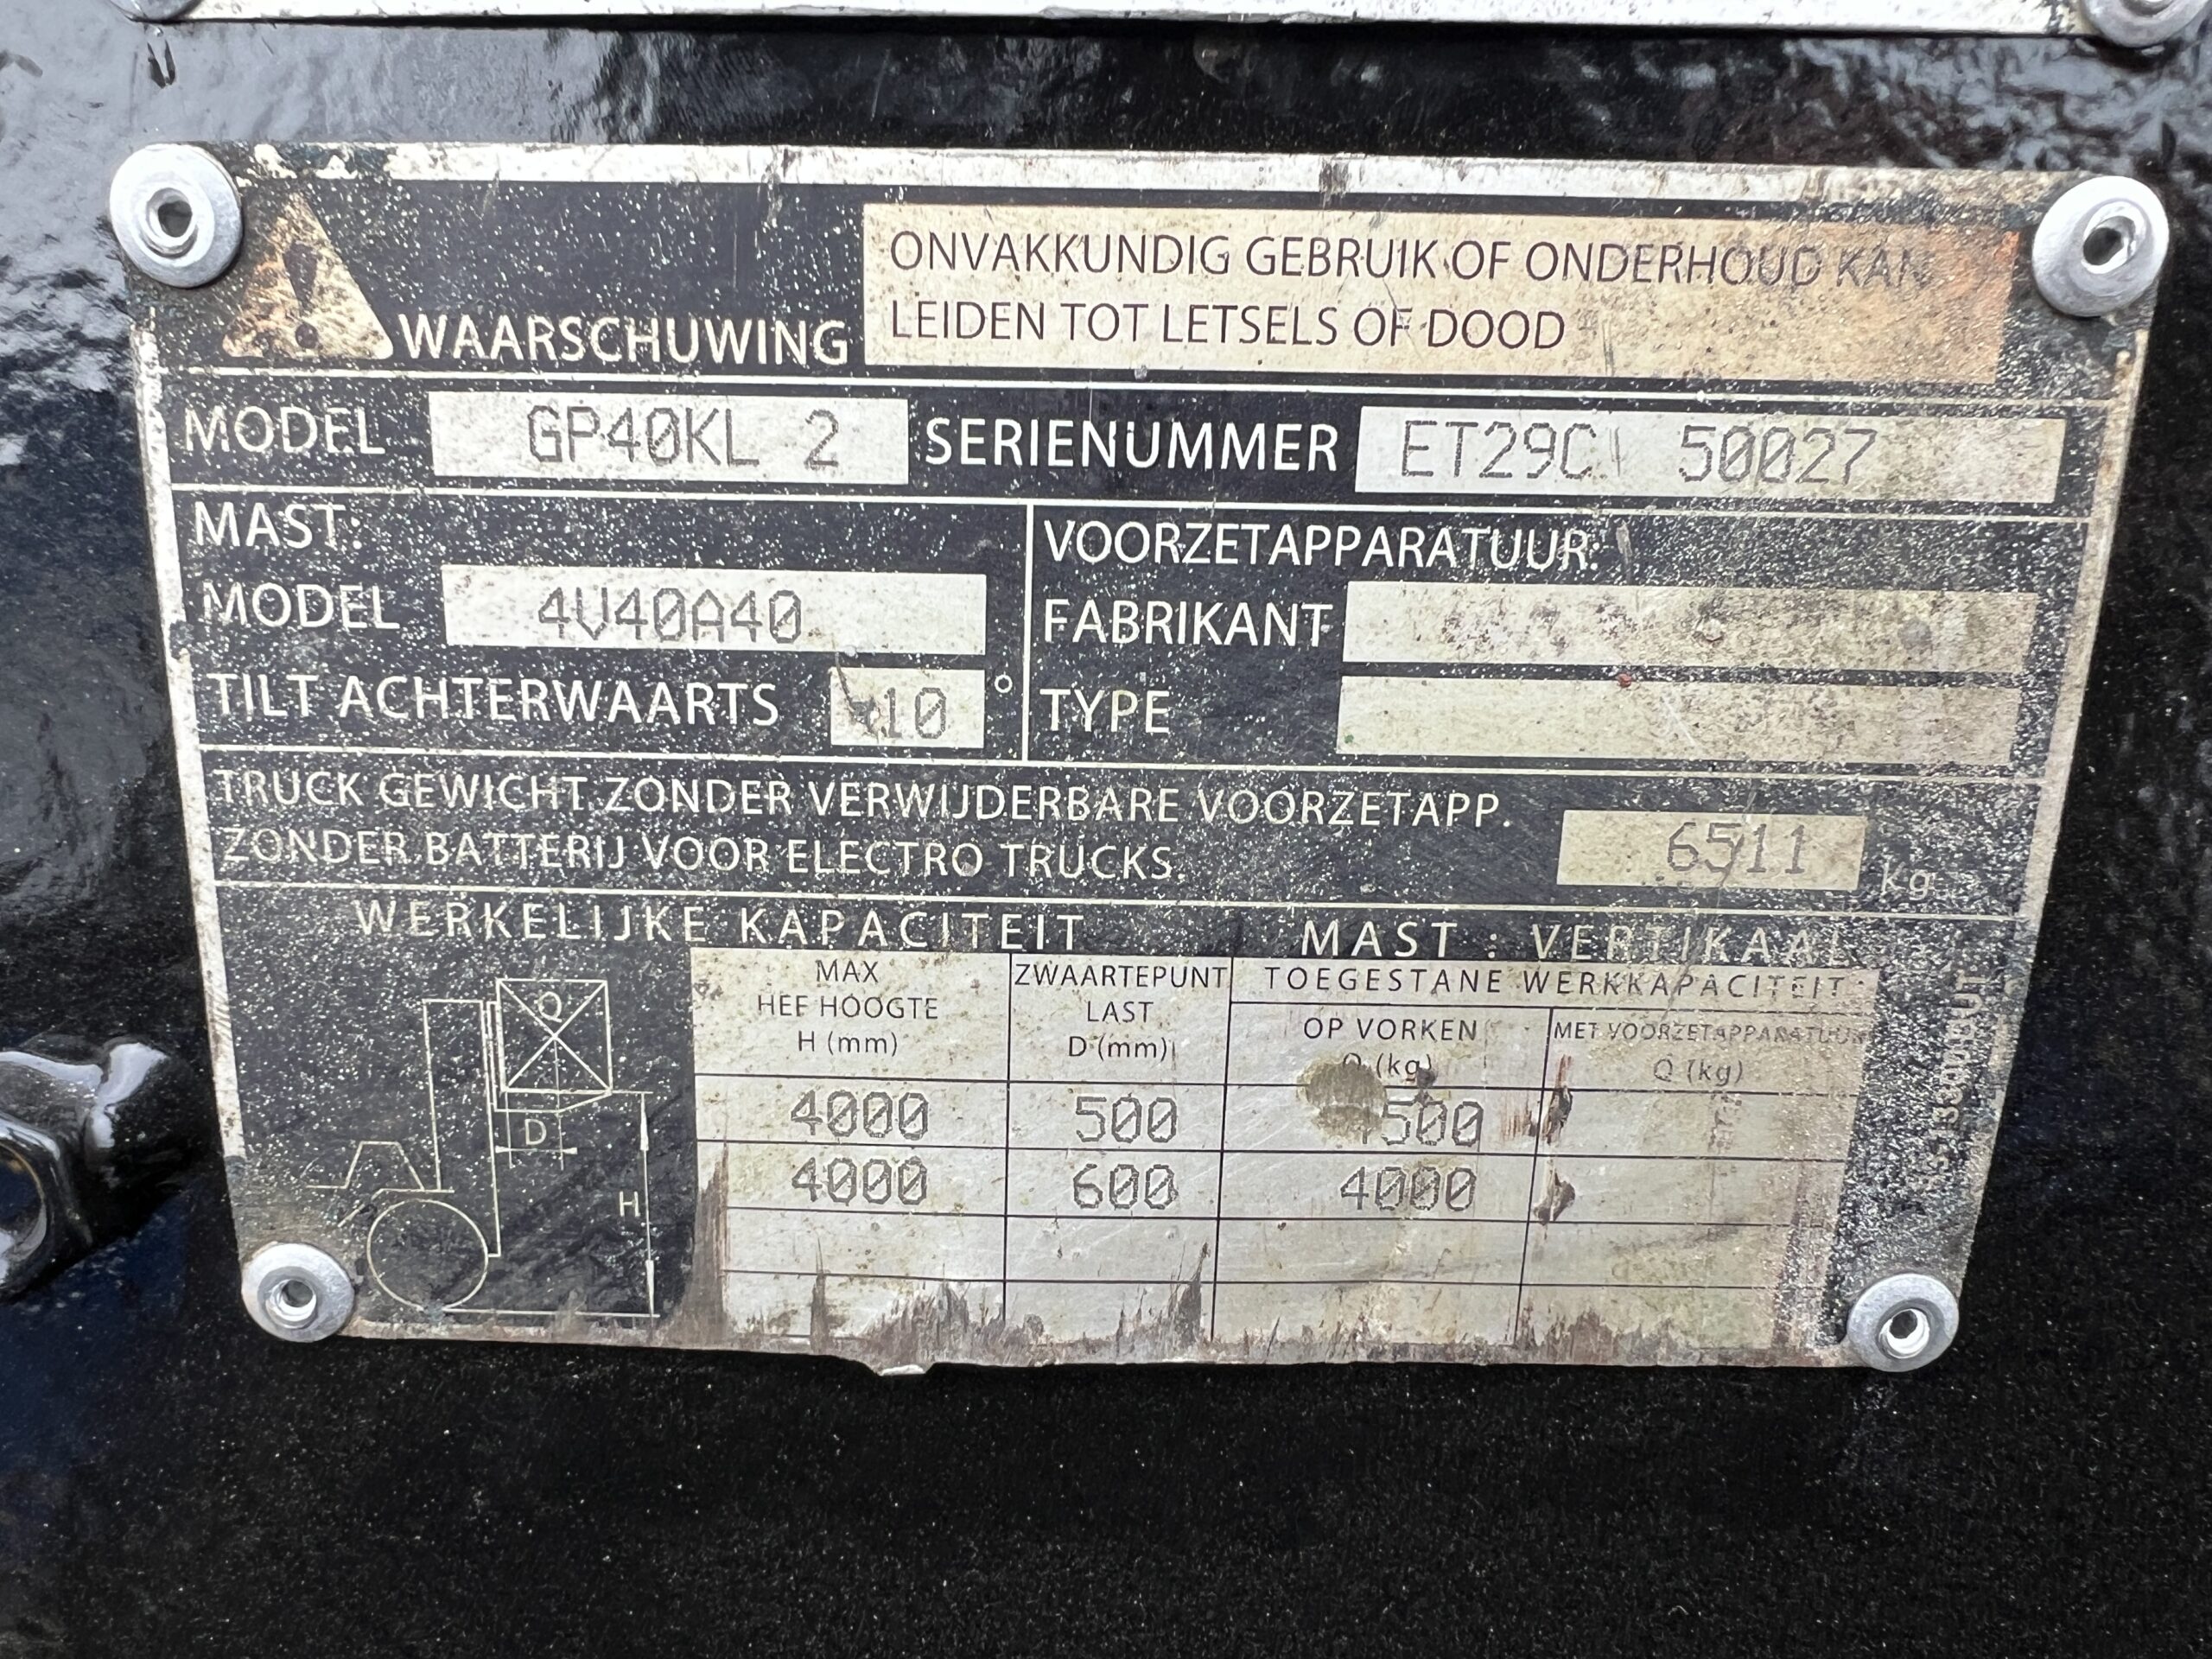 WAARSCHUWING
ONVAKKUNDIG GEBRUIK OF ONDERHOUD KAN
LEIDEN TOT LETSELS OF DOOD
MODEL GP40KL 2 SERIENUMMER ET29C 50027
MAST:
MODEL 4V40A40
TILT ACHTERWAARTS 10 °
VOORZETAPPARATUUR:
FABRIKANT
TYPE
TRUCK GEWICHT ZONDER VERWIJDERBARE VOORZETAPP.
ZONDER BATTERIJ VOOR ELECTRO TRUCKS. 6511 kg
WERKELIJKE KAPACITEIT MAST : VERTIKAAL
Q
D
H
MAX
HEF HOOGTE
H (mm)
ZWAARTEPUNT
LAST
D (mm)
TOEGESTANE WERKKAPACITEIT
OP VORKEN
Q (kg)
MET VOORZETAPPARATUUR
Q (kg)
4000 500
4000 600 4000